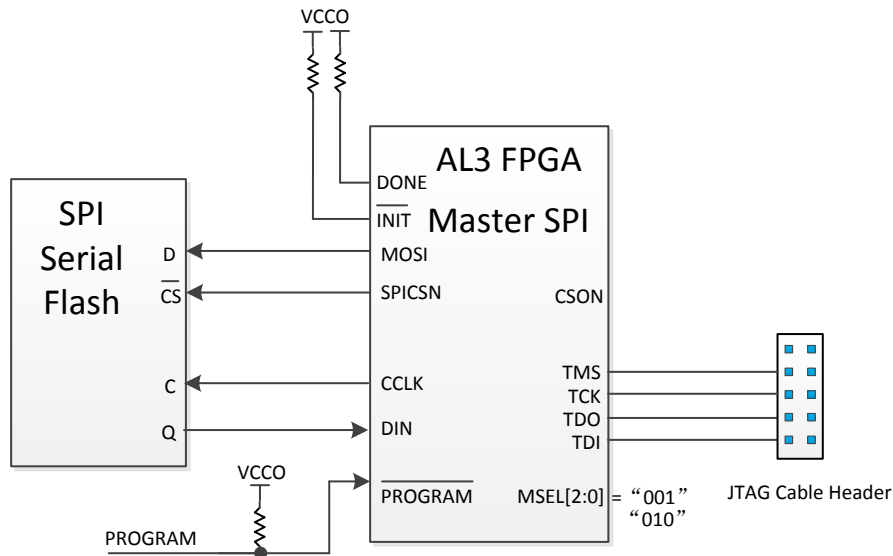 VCCO
AL3 FPGA
Master SPI
DONE
INIT
MOSI
SPICSN
CSON
CCLK
DIN
PROGRAM
TMS
TCK
TDO
TDI
MSEL[2:0] = “001”
“010”
SPI
Serial
Flash
D
CS
C
Q
JTAG Cable Header
VCCO
PROGRAM